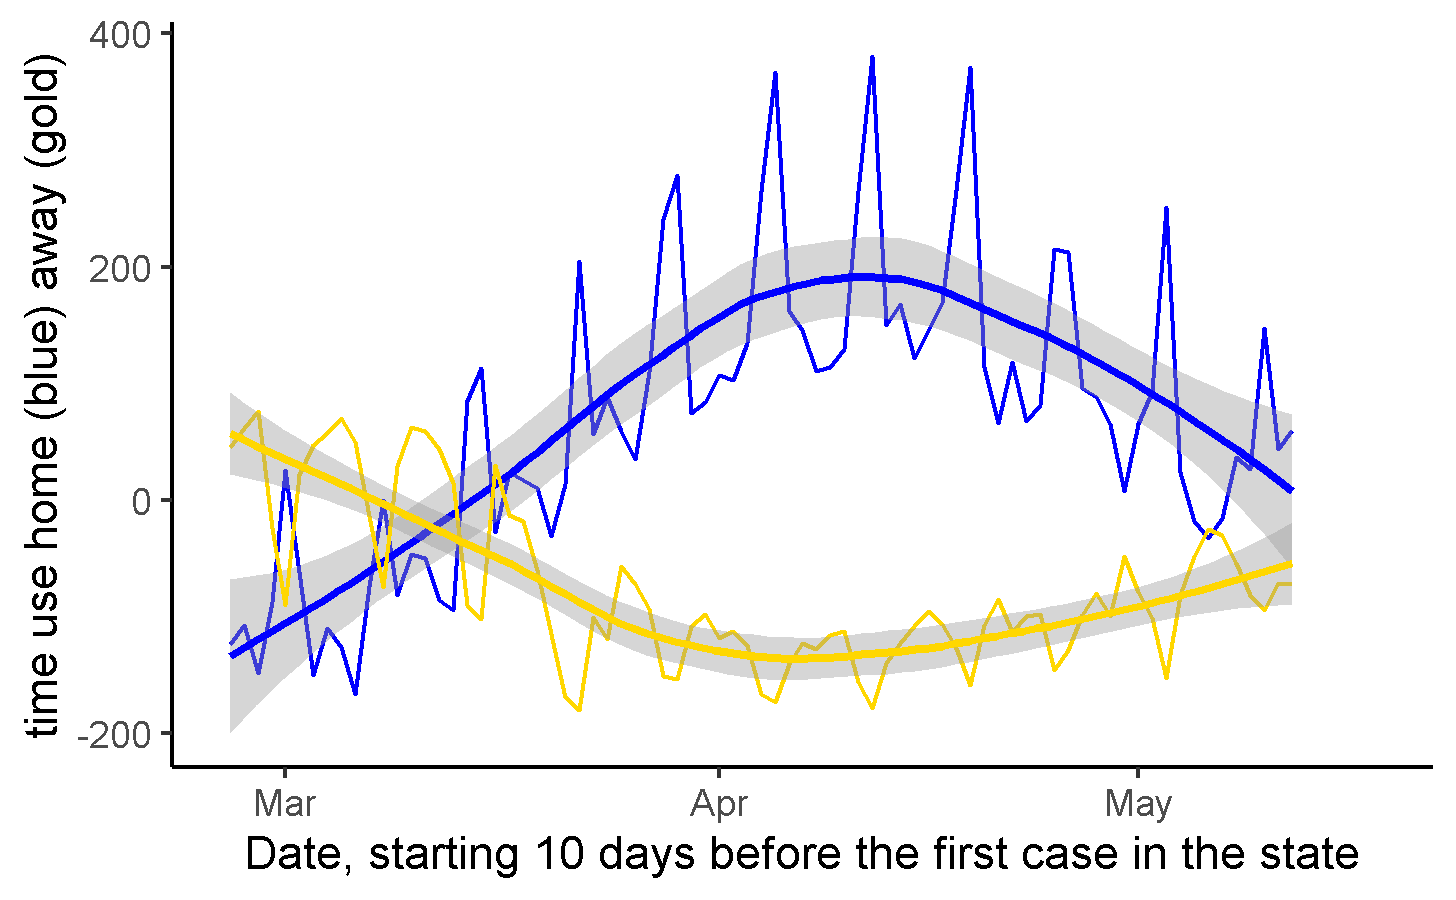 time use home (blue) away (gold)
400
200
0
-200
Mar
Apr
May
Date, starting 10 days before the first case in the state